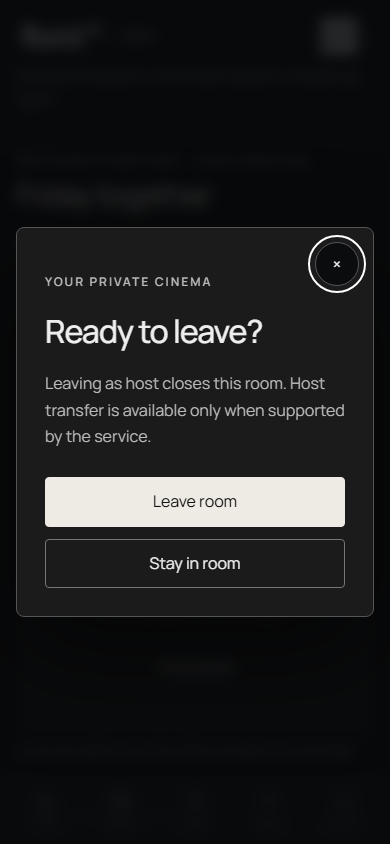 ×
YOUR PRIVATE CINEMA
Ready to leave?
Leaving as host closes this room. Host
transfer is available only when supported
by the service.
Leave room
Stay in room